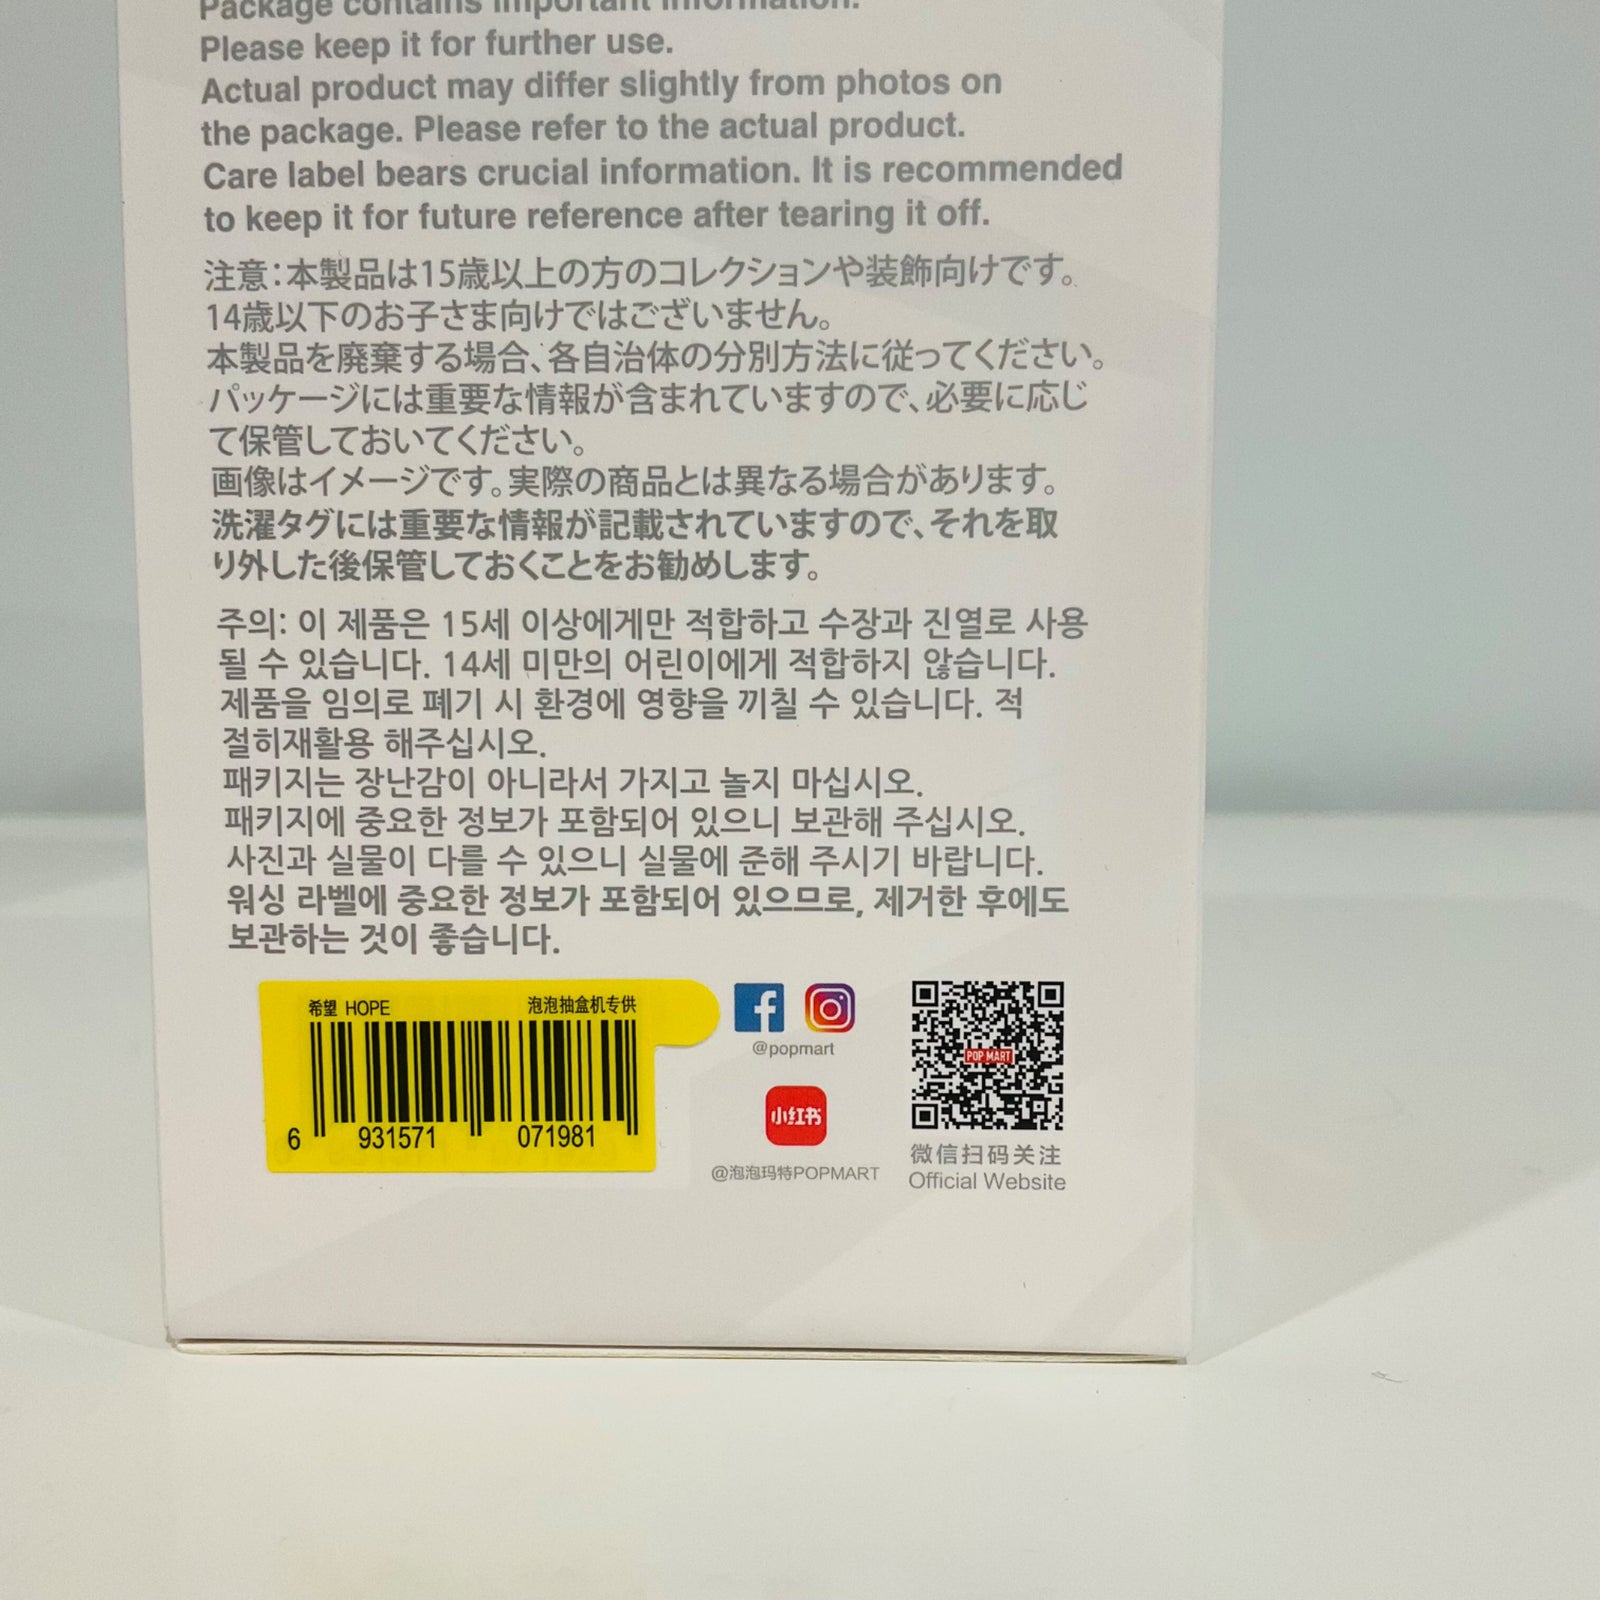 Package contains important information.
Please keep it for further use.
Actual product may differ slightly from photos on
the package. Please refer to the actual product.
Care label bears crucial information. It is recommended
to keep it for future reference after tearing it off.
注意：本製品は15歳以上の方のコレクションや装飾向けです。
14歳以下のお子さま向けではございません。
本製品を廃棄する場合、各自治体の分別方法に従ってください。
パッケージには重要な情報が含まれていますので、必要に応じ
て保管しておいてください。
画像はイメージです。実際の商品とは異なる場合があります。
洗濯タグには重要な情報が記載されていますので、それを取
り外した後保管しておくことをお勧めします。
주의: 이 제품은 15세 이상에게만 적합하고 수장과 진열로 사용
될 수 있습니다. 14세 미만의 어린이에게 적합하지 않습니다.
제품을 임의로 폐기 시 환경에 영향을 끼칠 수 있습니다. 적
절히재활용 해주십시오.
패키지는 장난감이 아니라서 가지고 놀지 마십시오.
패키지에 중요한 정보가 포함되어 있으니 보관해 주십시오.
사진과 실물이 다를 수 있으니 실물에 준해 주시기 바랍니다.
워싱 라벨에 중요한 정보가 포함되어 있으므로, 제거한 후에도
보관하는 것이 좋습니다.
希望 HOPE 泡泡抽盒机专供
6 931571 071981
@popmart
小红书
@泡泡玛特POPMART
POP MART
微信扫码关注
Official Website